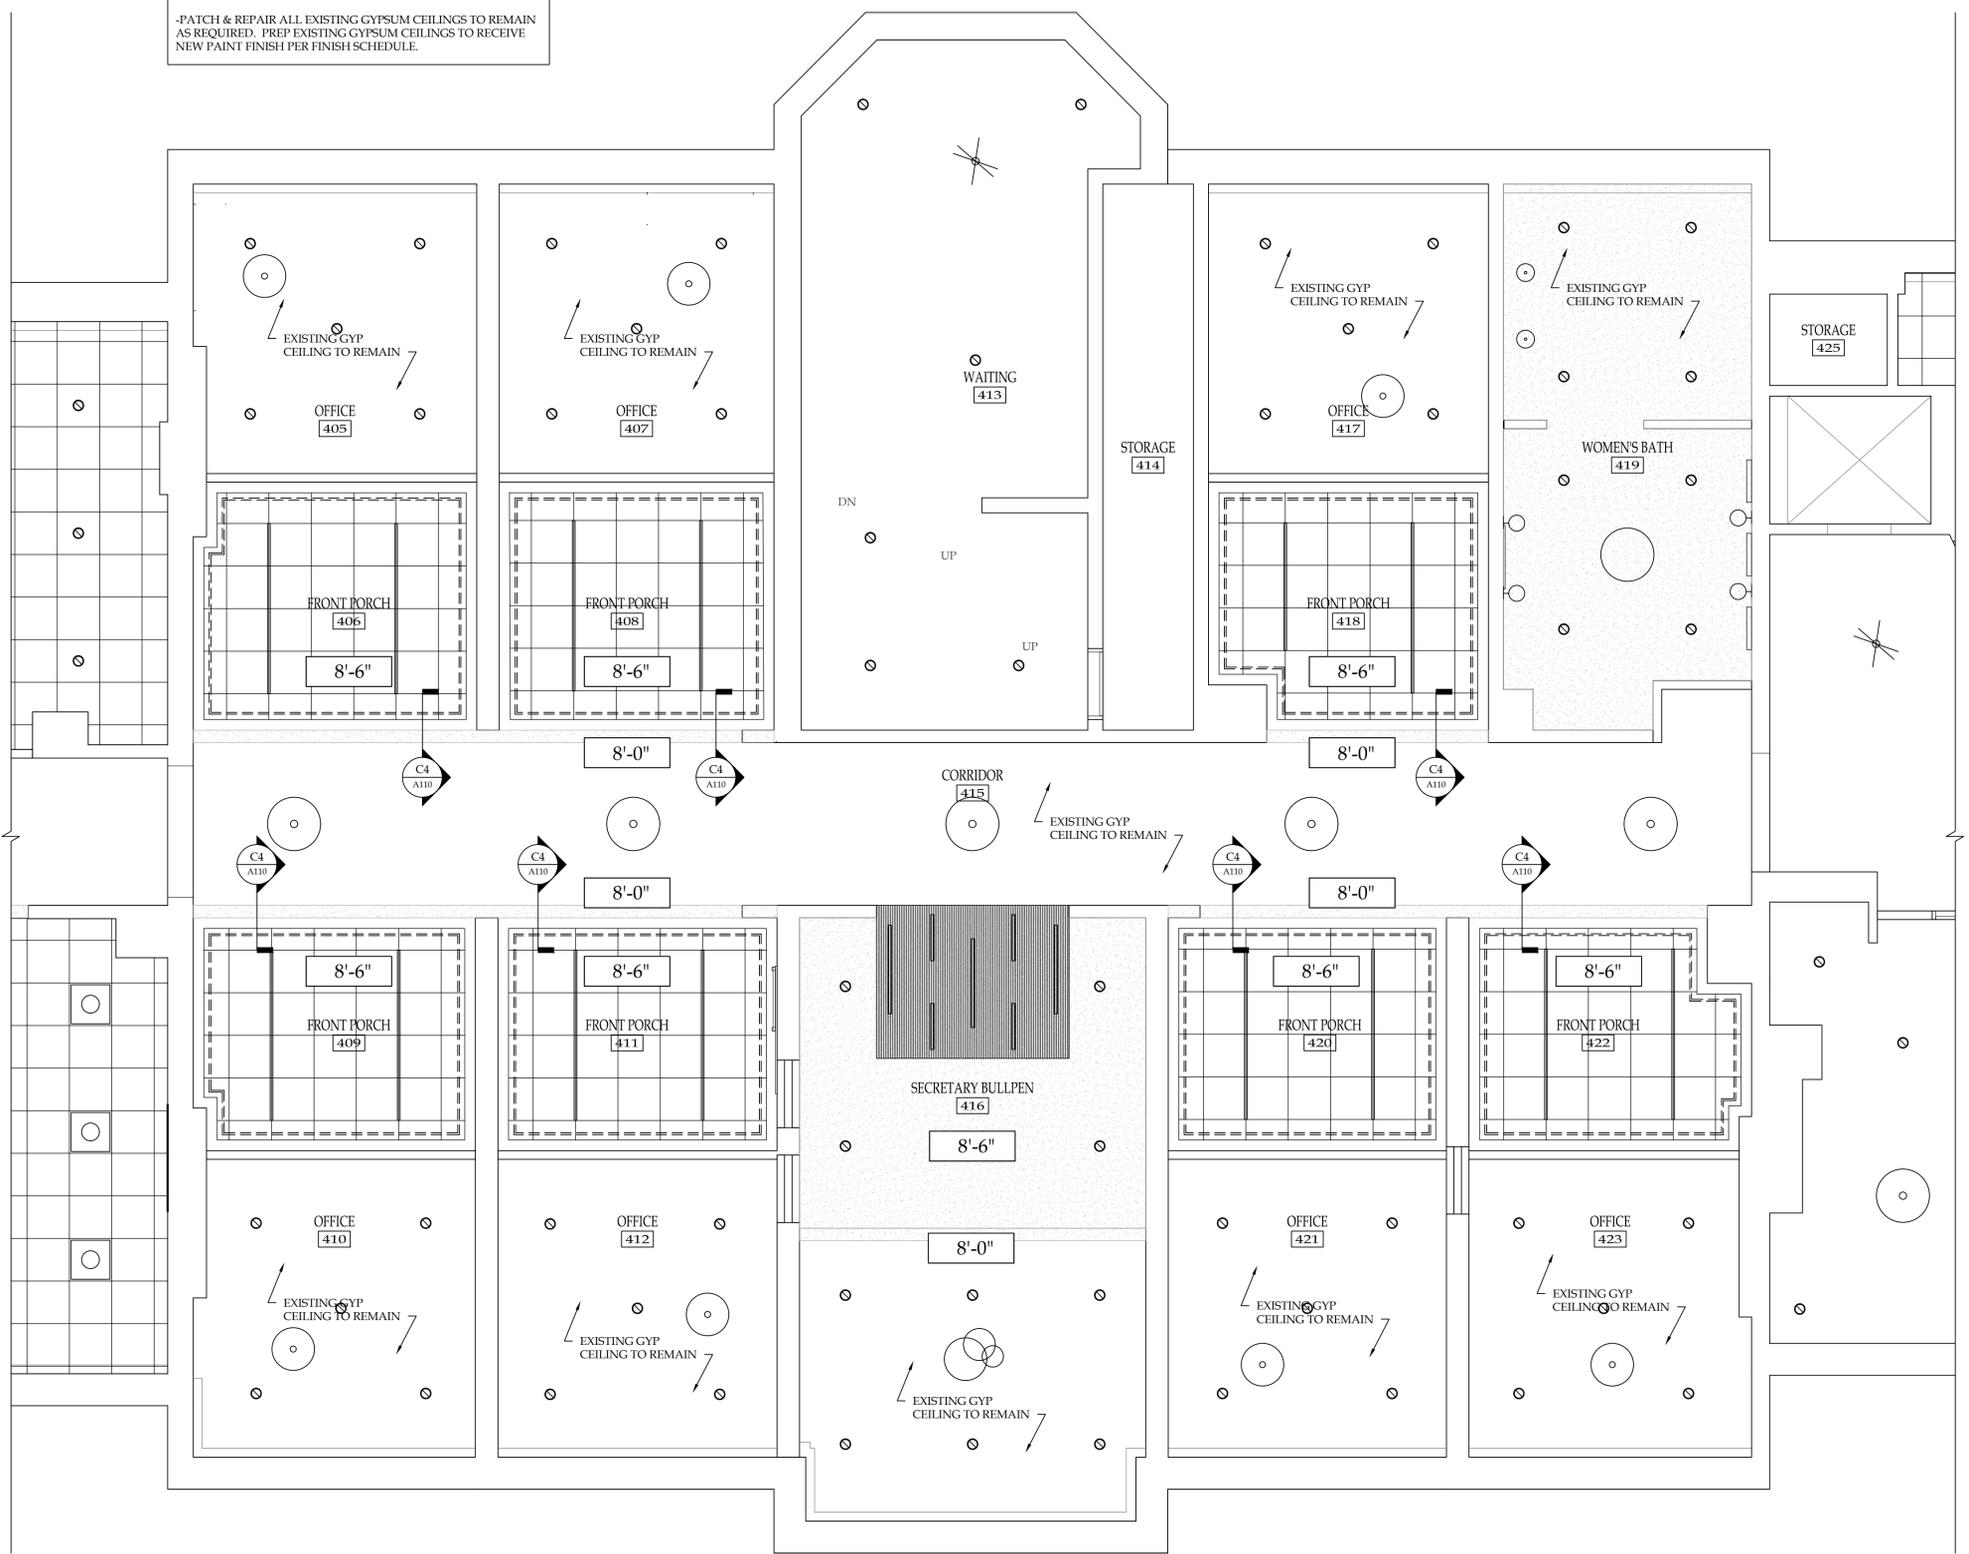 -PATCH & REPAIR ALL EXISTING GYPSUM CEILINGS TO REMAIN
AS REQUIRED.  PREP EXISTING GYPSUM CEILINGS TO RECEIVE
NEW PAINT FINISH PER FINISH SCHEDULE.
EXISTING GYP
CEILING TO REMAIN
OFFICE
405
EXISTING GYP
CEILING TO REMAIN
OFFICE
407
WAITING
413
DN
UP
UP
STORAGE
414
EXISTING GYP
CEILING TO REMAIN
OFFICE
417
EXISTING GYP
CEILING TO REMAIN
WOMEN'S BATH
419
STORAGE
425
FRONT PORCH
406
8'-6"
FRONT PORCH
408
8'-6"
FRONT PORCH
418
8'-6"
8'-0"
8'-0"
C4
A110
C4
A110
C4
A110
CORRIDOR
415
EXISTING GYP
CEILING TO REMAIN
C4
A110
C4
A110
C4
A110
C4
A110
8'-0"
8'-0"
8'-6"
FRONT PORCH
409
8'-6"
FRONT PORCH
411
SECRETARY BULLPEN
416
8'-6"
8'-6"
FRONT PORCH
420
8'-6"
FRONT PORCH
422
OFFICE
410
EXISTING GYP
CEILING TO REMAIN
OFFICE
412
EXISTING GYP
CEILING TO REMAIN
8'-0"
EXISTING GYP
CEILING TO REMAIN
OFFICE
421
EXISTING GYP
CEILING TO REMAIN
OFFICE
423
EXISTING GYP
CEILING TO REMAIN